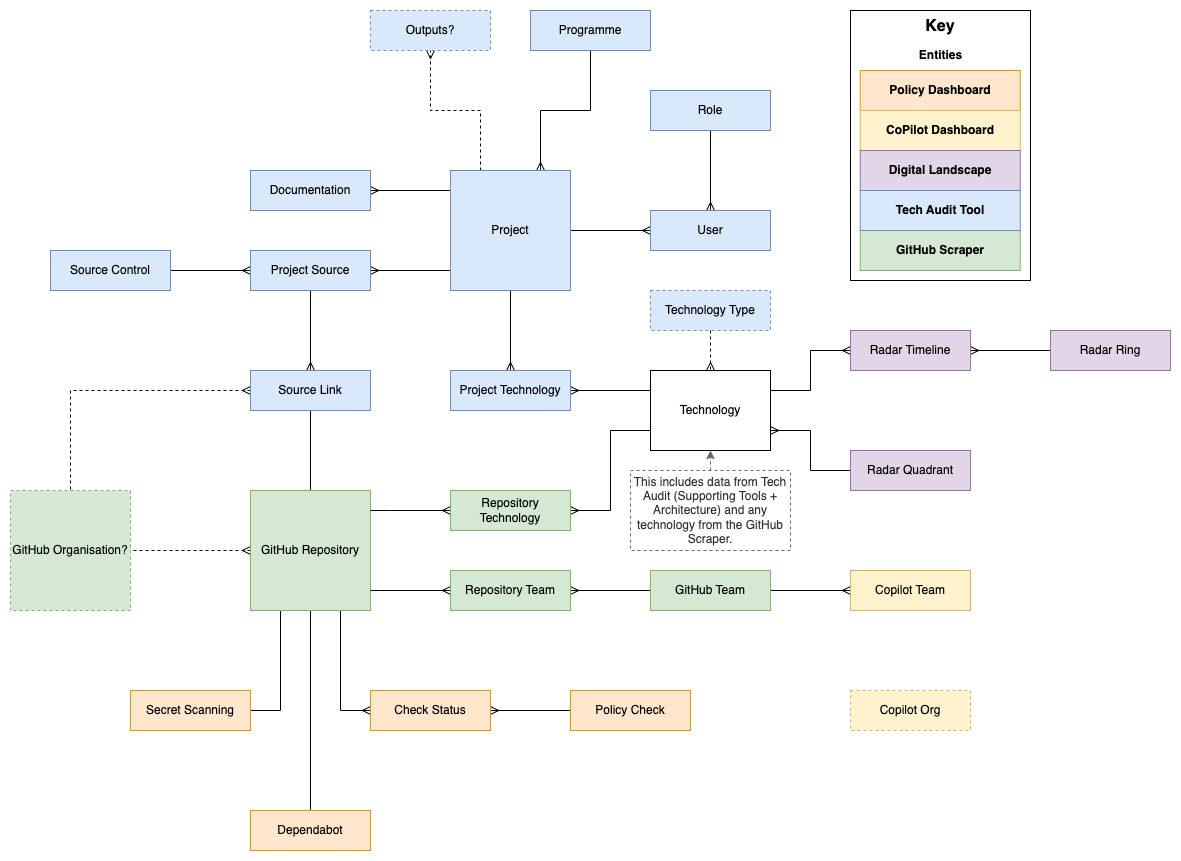 Outputs?
Programme
Key
Entities
Policy Dashboard
CoPilot Dashboard
Digital Landscape
Tech Audit Tool
GitHub Scraper
Role
Documentation
Project
User
Source Control
Project Source
Technology Type
Radar Timeline
Radar Ring
Source Link
Project Technology
Technology
Radar Quadrant
This includes data from Tech
Audit (Supporting Tools +
Architecture) and any
technology from the GitHub
Scraper.
Repository
Technology
GitHub Organisation?
GitHub Repository
Repository Team
GitHub Team
Copilot Team
Secret Scanning
Check Status
Policy Check
Copilot Org
Dependabot